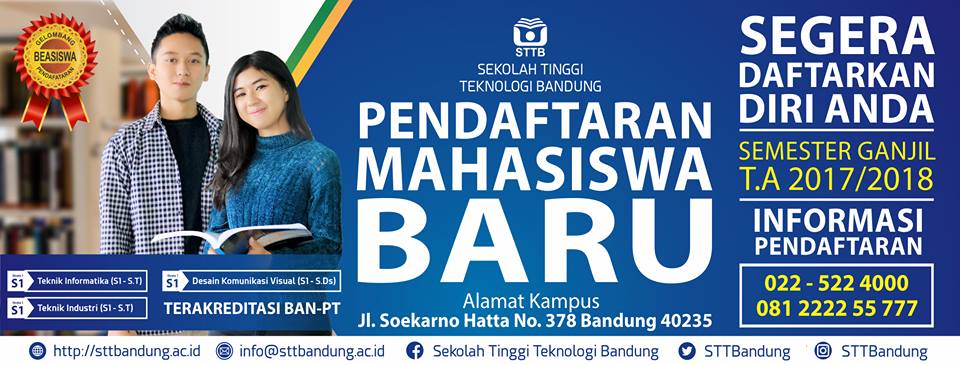 GELOMBANG
BEASISWA
PENDAFATARAN
STTB
SEKOLAH TINGGI
TEKNOLOGI BANDUNG
PENDAFTARAN
MAHASISWA
BARU
Alamat Kampus
Jl. Soekarno Hatta No. 378 Bandung 40235
SEGERA
DAFTARKAN
DIRI ANDA
SEMESTER GANJIL
T.A 2017/2018
INFORMASI
PENDAFTARAN
022 - 522 4000
081 2222 55 777
S1 Teknik Informatika (S1 - S.T)
S1 Desain Komunikasi Visual (S1 - S.Ds)
S1 Teknik Industri (S1 - S.T)
TERAKREDITASI BAN-PT
http://sttbandung.ac.id
info@sttbandung.ac.id
Sekolah Tinggi Teknologi Bandung
STTBandung
STTBandung